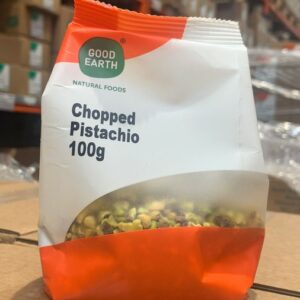 GOOD
EARTH
®
NATURAL FOODS
Chopped
Pistachio
100g